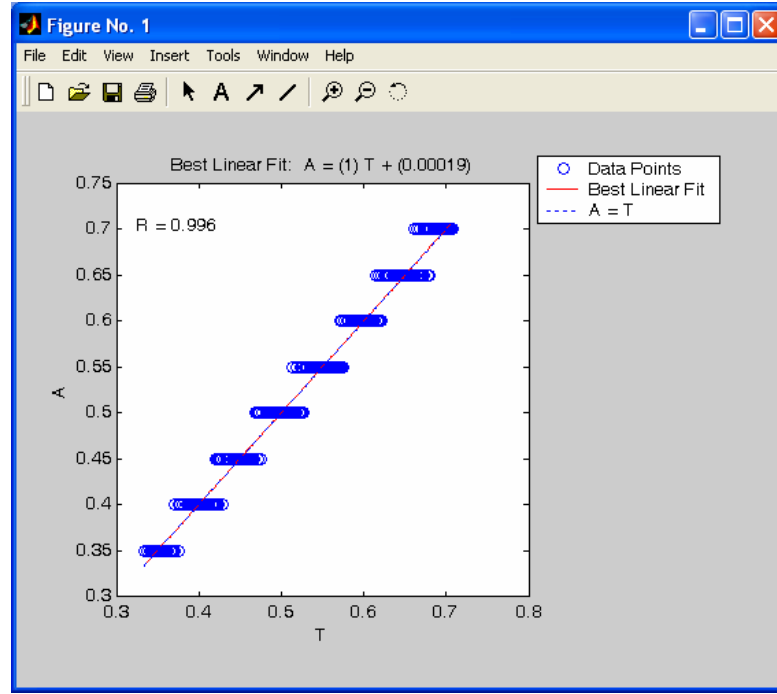 Figure No. 1
File Edit View Insert Tools Window Help
A
Best Linear Fit: A = (1) T + (0.00019)
R = 0.996
Data Points
Best Linear Fit
A = T
0.75
0.7
0.65
0.6
0.55
0.5
0.45
0.4
0.35
0.3
A
0.3 0.4 0.5 0.6 0.7 0.8
T